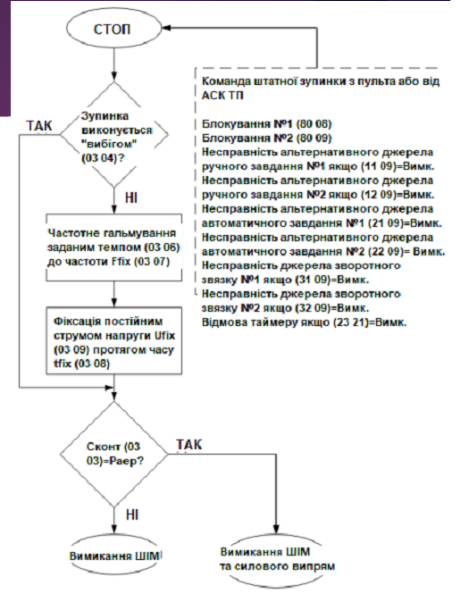 СТОП
Команда штатної зупинки з пульта або від
АСК ТП
Блокування №1 (80 08)
Блокування №2 (80 09)
Несправність альтернативного джерела
ручного завдання №1 якщо (11 09)=Вимк.
Несправність альтернативного джерела
ручного завдання №2 якщо (12 09)=Вимк.
Несправність альтернативного джерела
автоматичного завдання №1 (21 09)=Вимк.
Несправність альтернативного джерела
автоматичного завдання №2 (22 09)= Вимк.
Несправність джерела зворотного
звязку №1 якщо (31 09)=Вимк.
Несправність джерела зворотного
звязку №2 якщо (32 09)=Вимк.
Відмова таймеру якщо (23 21)=Вимк.
ТАК
Зупинка
виконується
"вибігом"
(03 04)?
НІ
Частотне гальмування
заданим темпом (03 06)
до частоти Ffix (03 07)
Фіксація постійним
струмом напруги Ufix
(03 09) протягом часу
tfix (03 08)
Сконт (03
03)=Раєр?
ТАК
НІ
Вимикання ШІМ
Вимикання ШІМ
та силового випрям